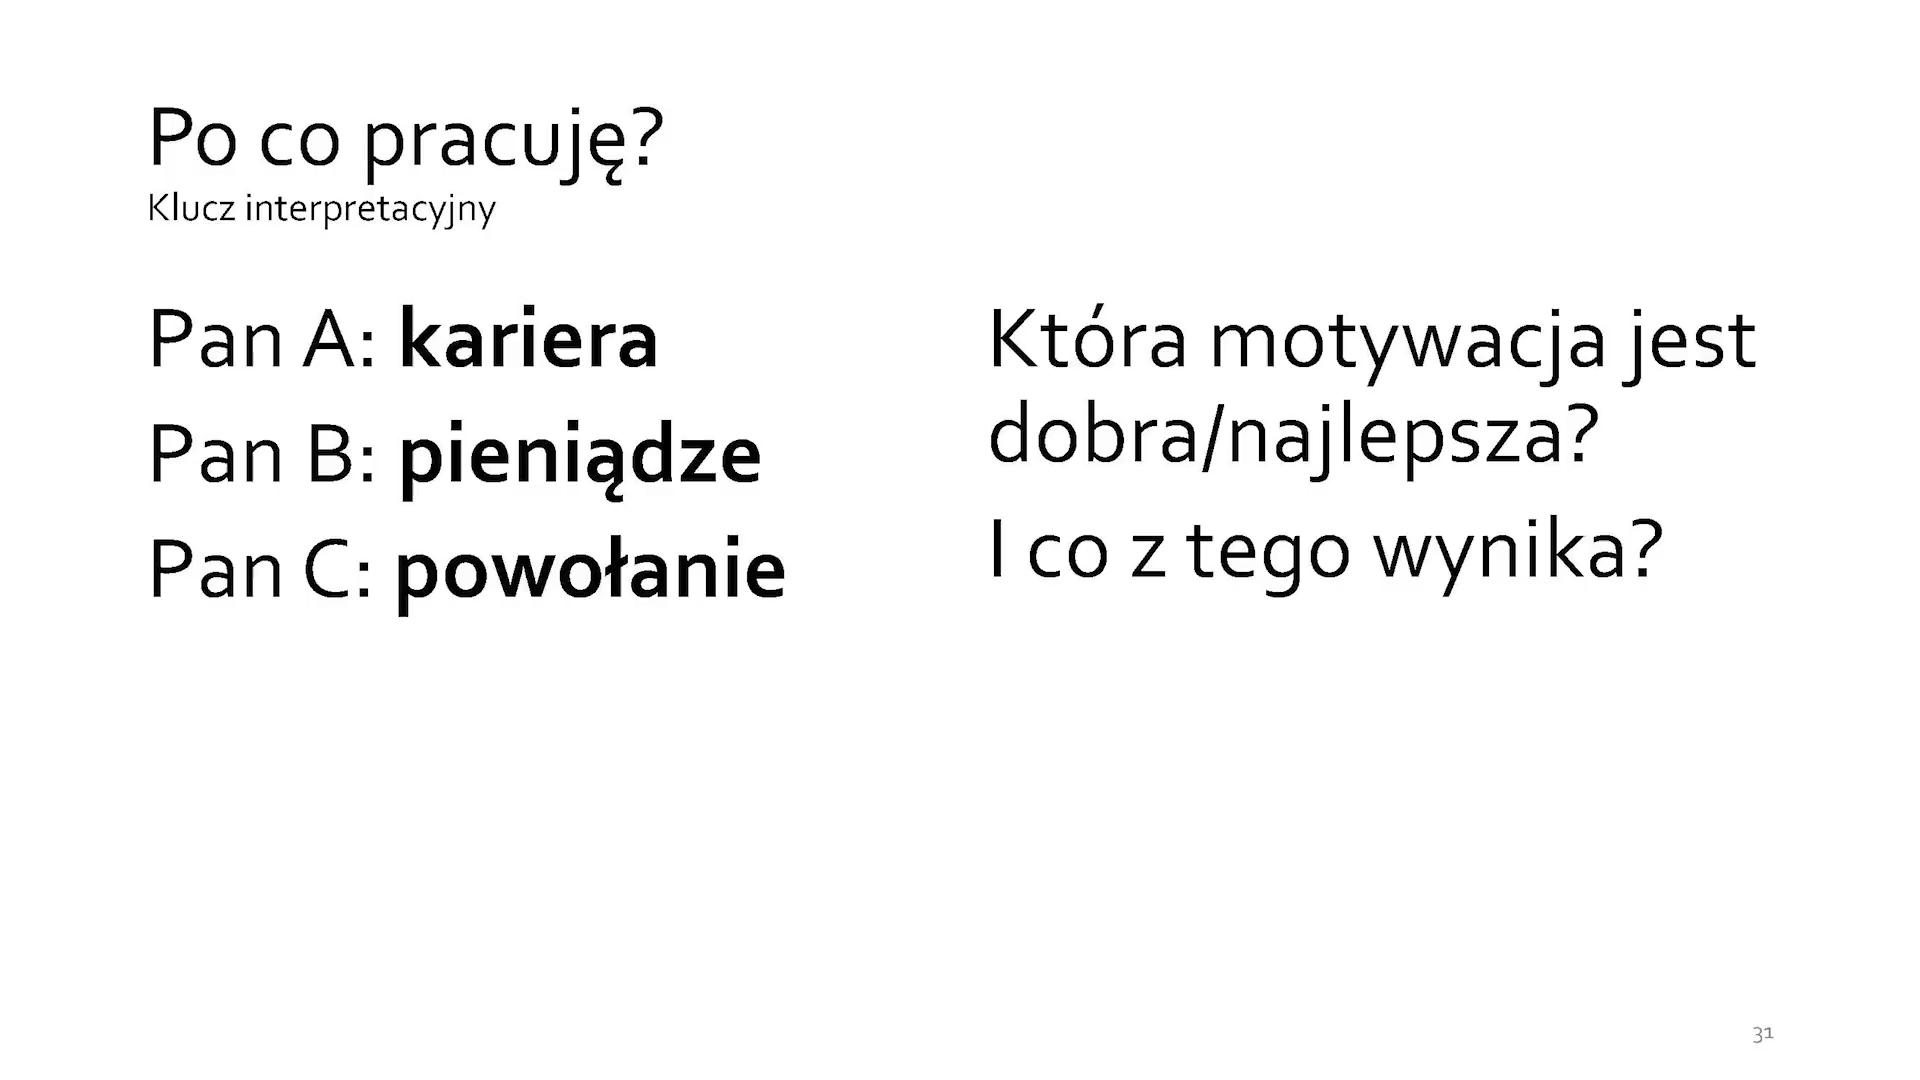 Po co pracuję?
Klucz interpretacyjny
Pan A: kariera
Pan B: pieniądze
Pan C: powołanie
Która motywacja jest
dobra/najlepsza?
I co z tego wynika?
31